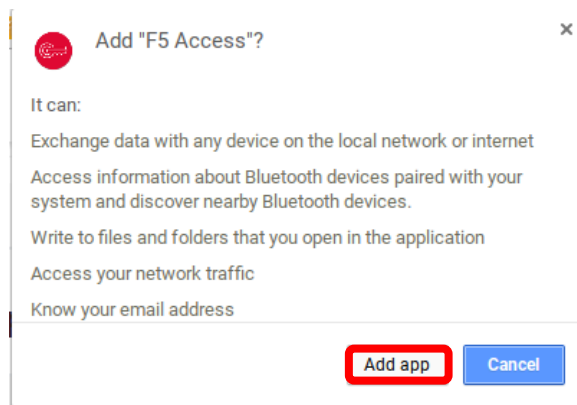 Add "F5 Access"?
×
It can:
Exchange data with any device on the local network or internet
Access information about Bluetooth devices paired with your
system and discover nearby Bluetooth devices.
Write to files and folders that you open in the application
Access your network traffic
Know your email address
Add app
Cancel